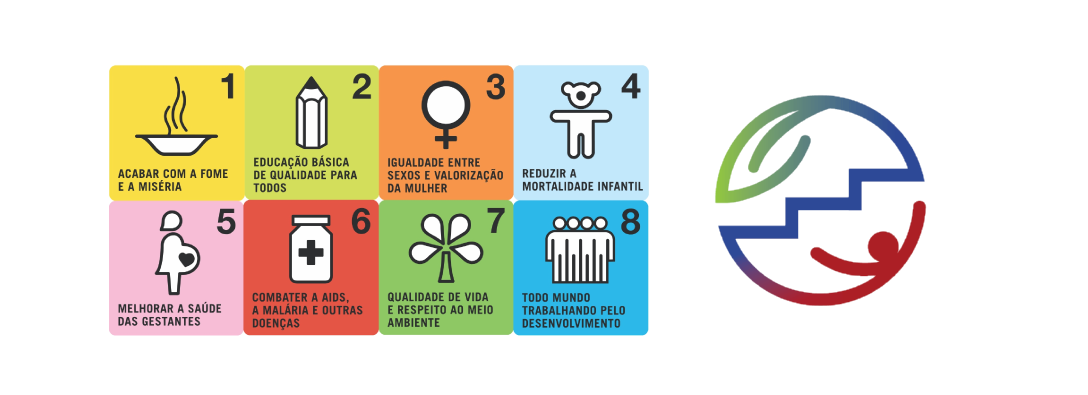 1
ACABAR COM A FOME
E A MISÉRIA
2
EDUCAÇÃO BÁSICA
DE QUALIDADE PARA
TODOS
3
IGUALDADE ENTRE
SEXOS E VALORIZAÇÃO
DA MULHER
4
REDUZIR A
MORTALIDADE INFANTIL
5
MELHORAR A SAÚDE
DAS GESTANTES
6
COMBATER A AIDS,
A MALÁRIA E OUTRAS
DOENÇAS
7
QUALIDADE DE VIDA
E RESPEITO AO MEIO
AMBIENTE
8
TODO MUNDO
TRABALHANDO PELO
DESENVOLVIMENTO